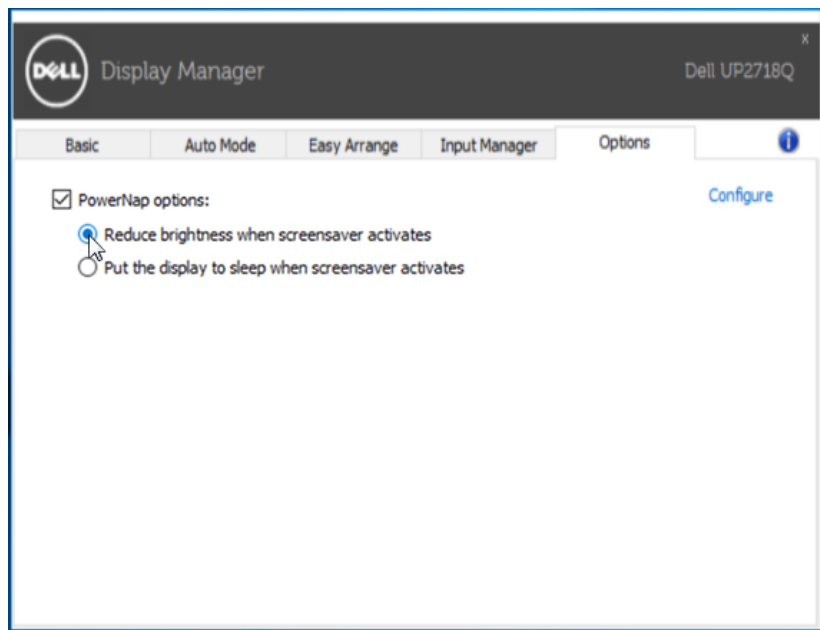 DELL Display Manager
x
Dell UP2718Q
Basic Auto Mode Easy Arrange Input Manager Options i
PowerNap options: Configure
Reduce brightness when screensaver activates
Put the display to sleep when screensaver activates